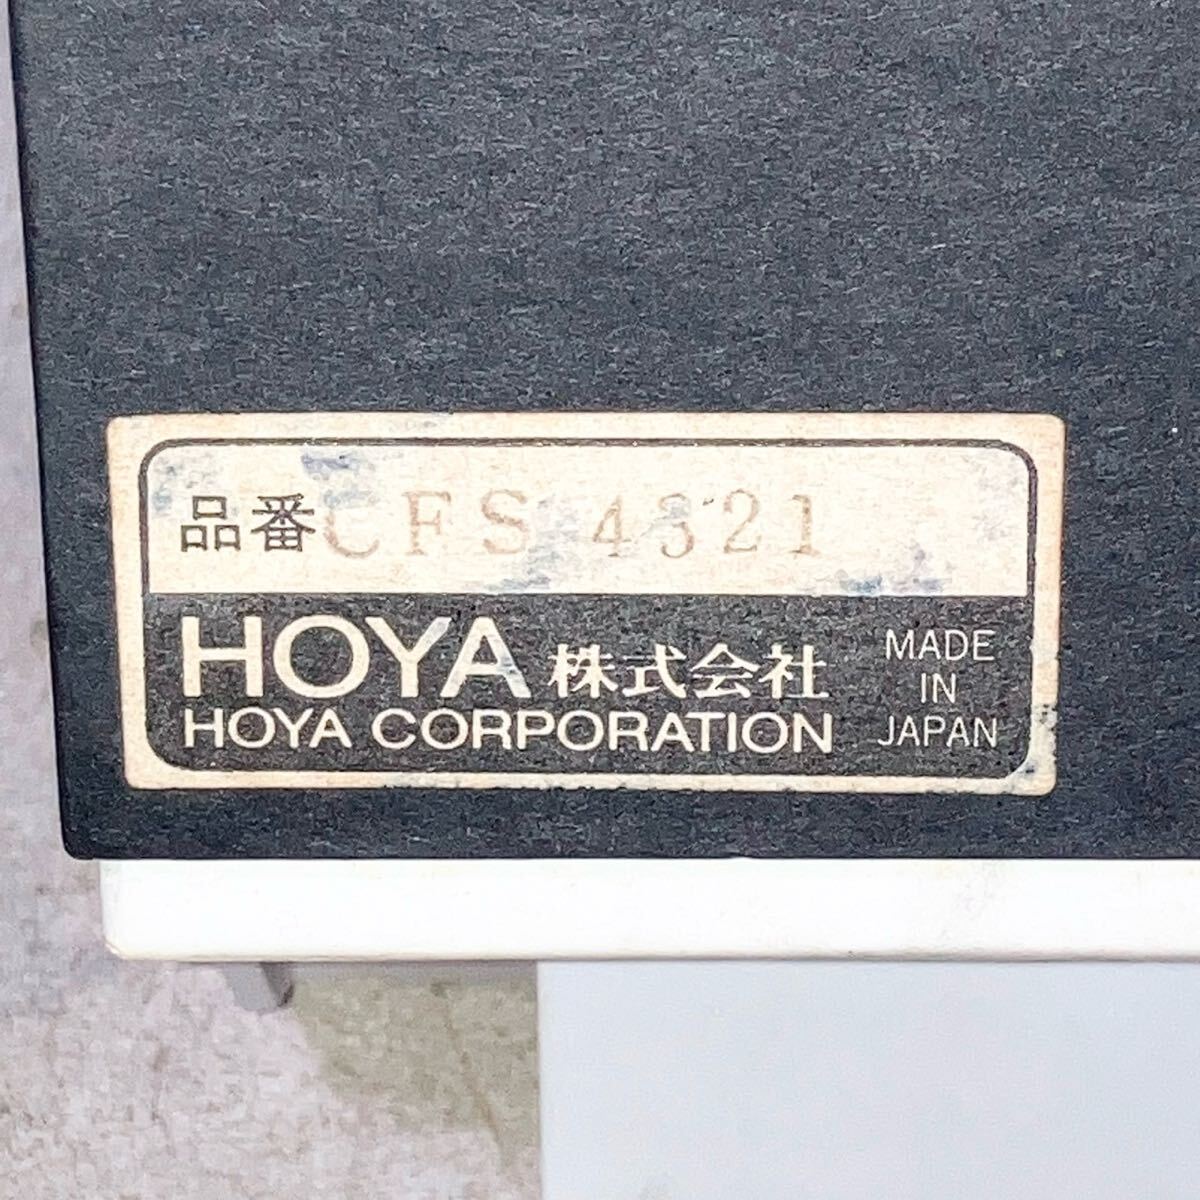 品番 CFS 4321
HOYA 株式会社
HOYA CORPORATION
MADE
IN
JAPAN